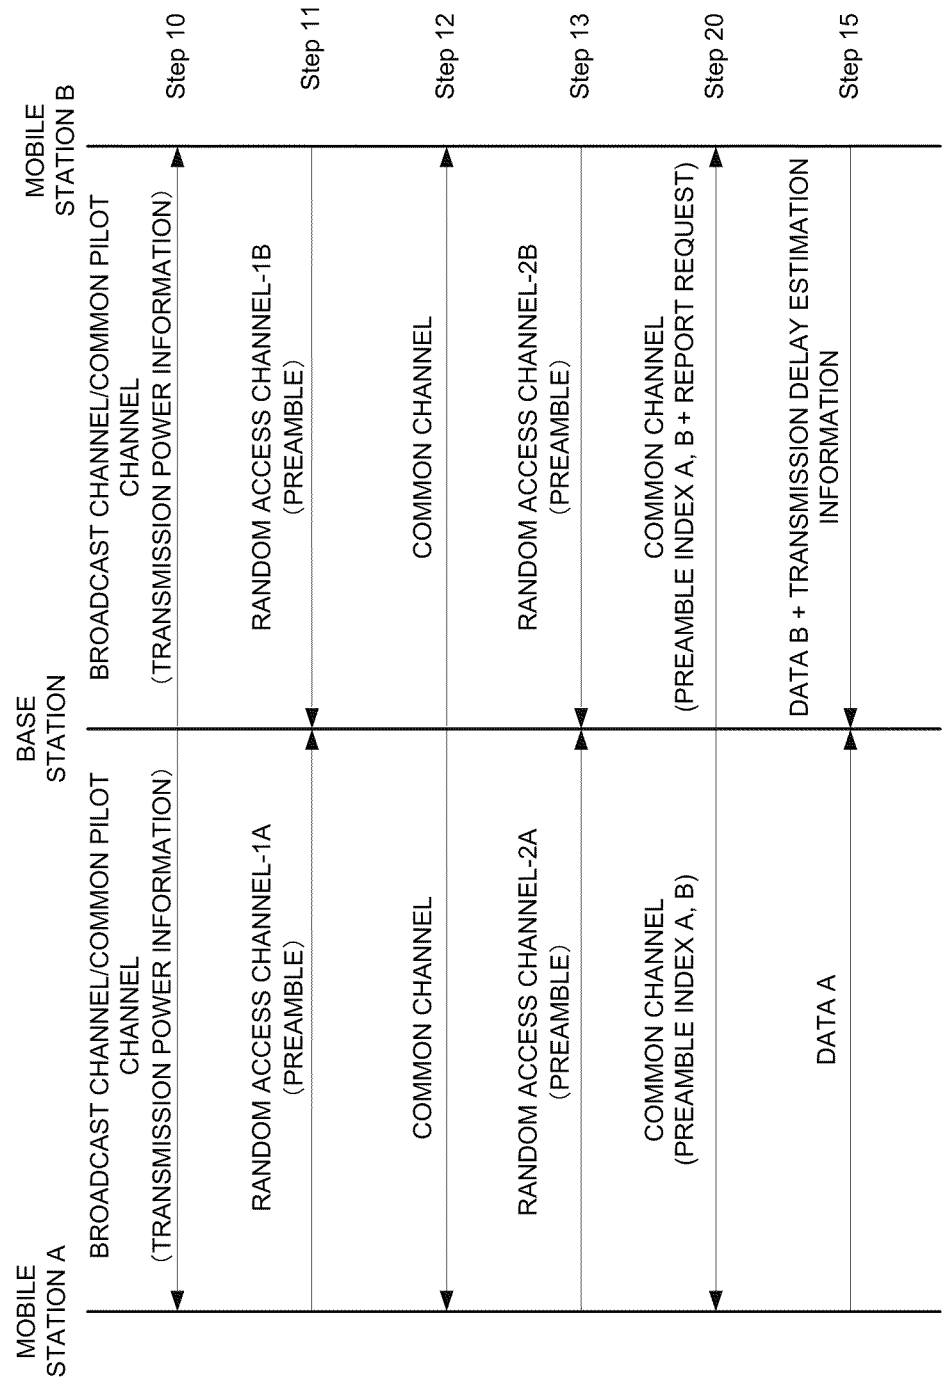 MOBILE
STATION A
BASE
STATION
MOBILE
STATION B
BROADCAST CHANNEL/COMMON PILOT
CHANNEL
(TRANSMISSION POWER INFORMATION)
BROADCAST CHANNEL/COMMON PILOT
CHANNEL
(TRANSMISSION POWER INFORMATION)
Step 10
RANDOM ACCESS CHANNEL-1A
(PREAMBLE)
RANDOM ACCESS CHANNEL-1B
(PREAMBLE)
Step 11
COMMON CHANNEL
COMMON CHANNEL
Step 12
RANDOM ACCESS CHANNEL-2A
(PREAMBLE)
RANDOM ACCESS CHANNEL-2B
(PREAMBLE)
Step 13
COMMON CHANNEL
(PREAMBLE INDEX A, B)
COMMON CHANNEL
(PREAMBLE INDEX A, B + REPORT REQUEST)
Step 20
DATA A
DATA B + TRANSMISSION DELAY ESTIMATION
INFORMATION
Step 15